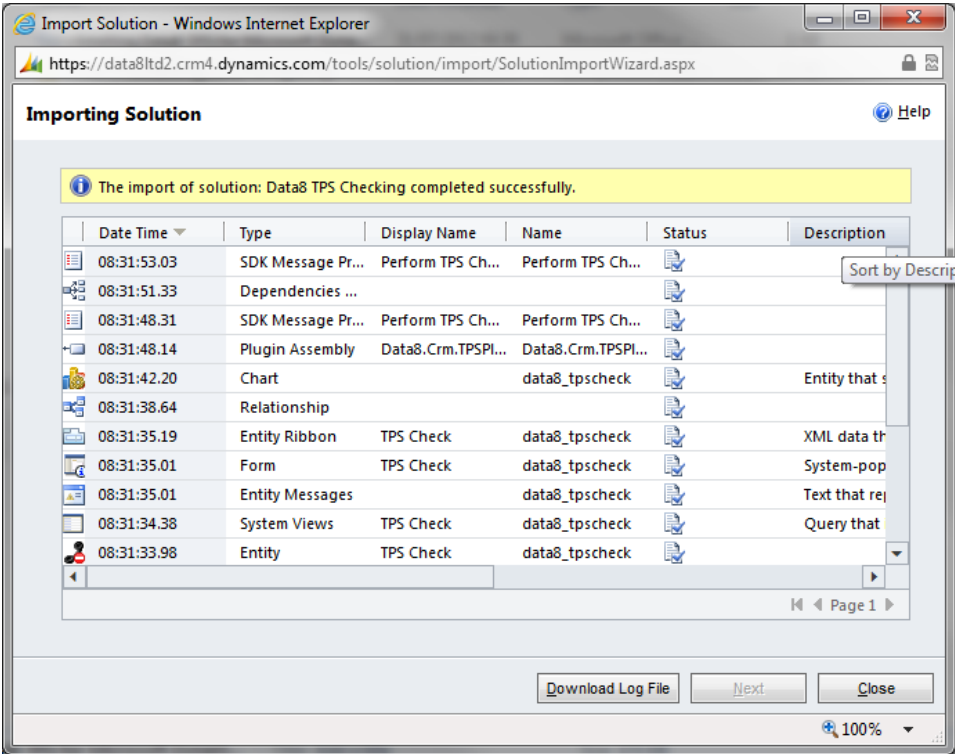 Import Solution - Windows Internet Explorer
https://data8ltd2.crm4.dynamics.com/tools/solution/import/SolutionImportWizard.aspx
Importing Solution
Help
The import of solution: Data8 TPS Checking completed successfully.
Date Time Type Display Name Name Status Description
08:31:53.03 SDK Message Pr... Perform TPS Ch... Perform TPS Ch...
Sort by Descrip
08:31:51.33 Dependencies ...
08:31:48.31 SDK Message Pr... Perform TPS Ch... Perform TPS Ch...
08:31:48.14 Plugin Assembly Data8.Crm.TPSPl... Data8.Crm.TPSPl...
08:31:42.20 Chart data8_tpscheck Entity that s
08:31:38.64 Relationship
08:31:35.19 Entity Ribbon TPS Check data8_tpscheck XML data th
08:31:35.01 Form TPS Check data8_tpscheck System-pop
08:31:35.01 Entity Messages data8_tpscheck Text that rep
08:31:34.38 System Views TPS Check data8_tpscheck Query that
08:31:33.98 Entity TPS Check data8_tpscheck
Page 1
Download Log File Next Close
100%